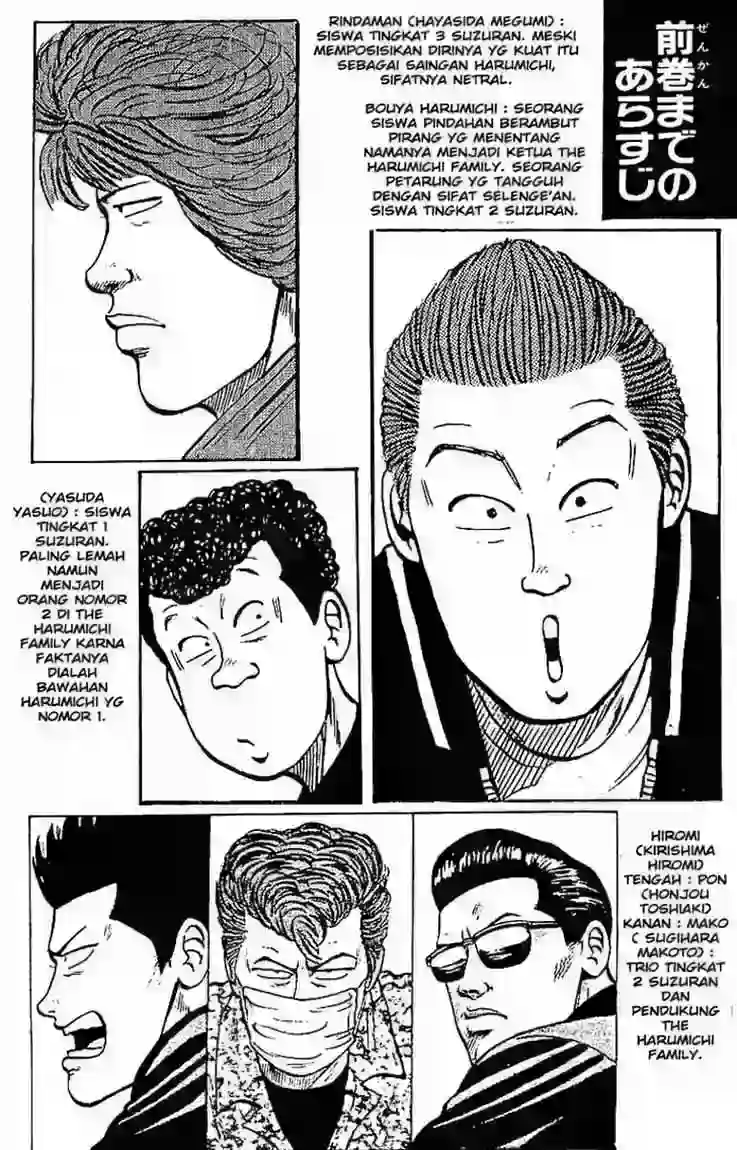 前巻までの
ぜんかん
あらすじ
RINDAMAN (HAYASIDA MEGUMI) :
SISWA TINGKAT 3 SUZURAN. MESKI
MEMPOSISIKAN DIRINYA YG KUAT ITU
SEBAGAI SAINGAN HARUMICHI,
SIFATNYA NETRAL.
BOUYA HARUMICHI : SEORANG
SISWA PINDAHAN BERAMBUT
PIRANG YG MENENTANG
NAMANYA MENJADI KETUA THE
HARUMICHI FAMILY. SEORANG
PETARUNG YG TANGGUH
DENGAN SIFAT SELENGE'AN.
SISWA TINGKAT 2 SUZURAN.
(YASUDA
YASUO) : SISWA
TINGKAT 1
SUZURAN.
PALING LEMAH
NAMUN
MENJADI
ORANG NOMOR
2 DI THE
HARUMICHI
FAMILY KARNA
FAKTANYA
DIALAH
BAWAHAN
HARUMICHI YG
NOMOR 1.
HIROMI
(KIRISHIMA
HIROMI)
TENGAH : PON
(HONJOU
TOSHIAKI)
KANAN : MAKO
( SUGIHARA
MAKOTO) :
TRIO TINGKAT
2 SUZURAN
DAN
PENDUKUNG
THE
HARUMICHI
FAMILY.